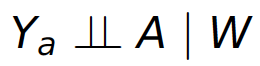 Yₐ ⫫ A | W